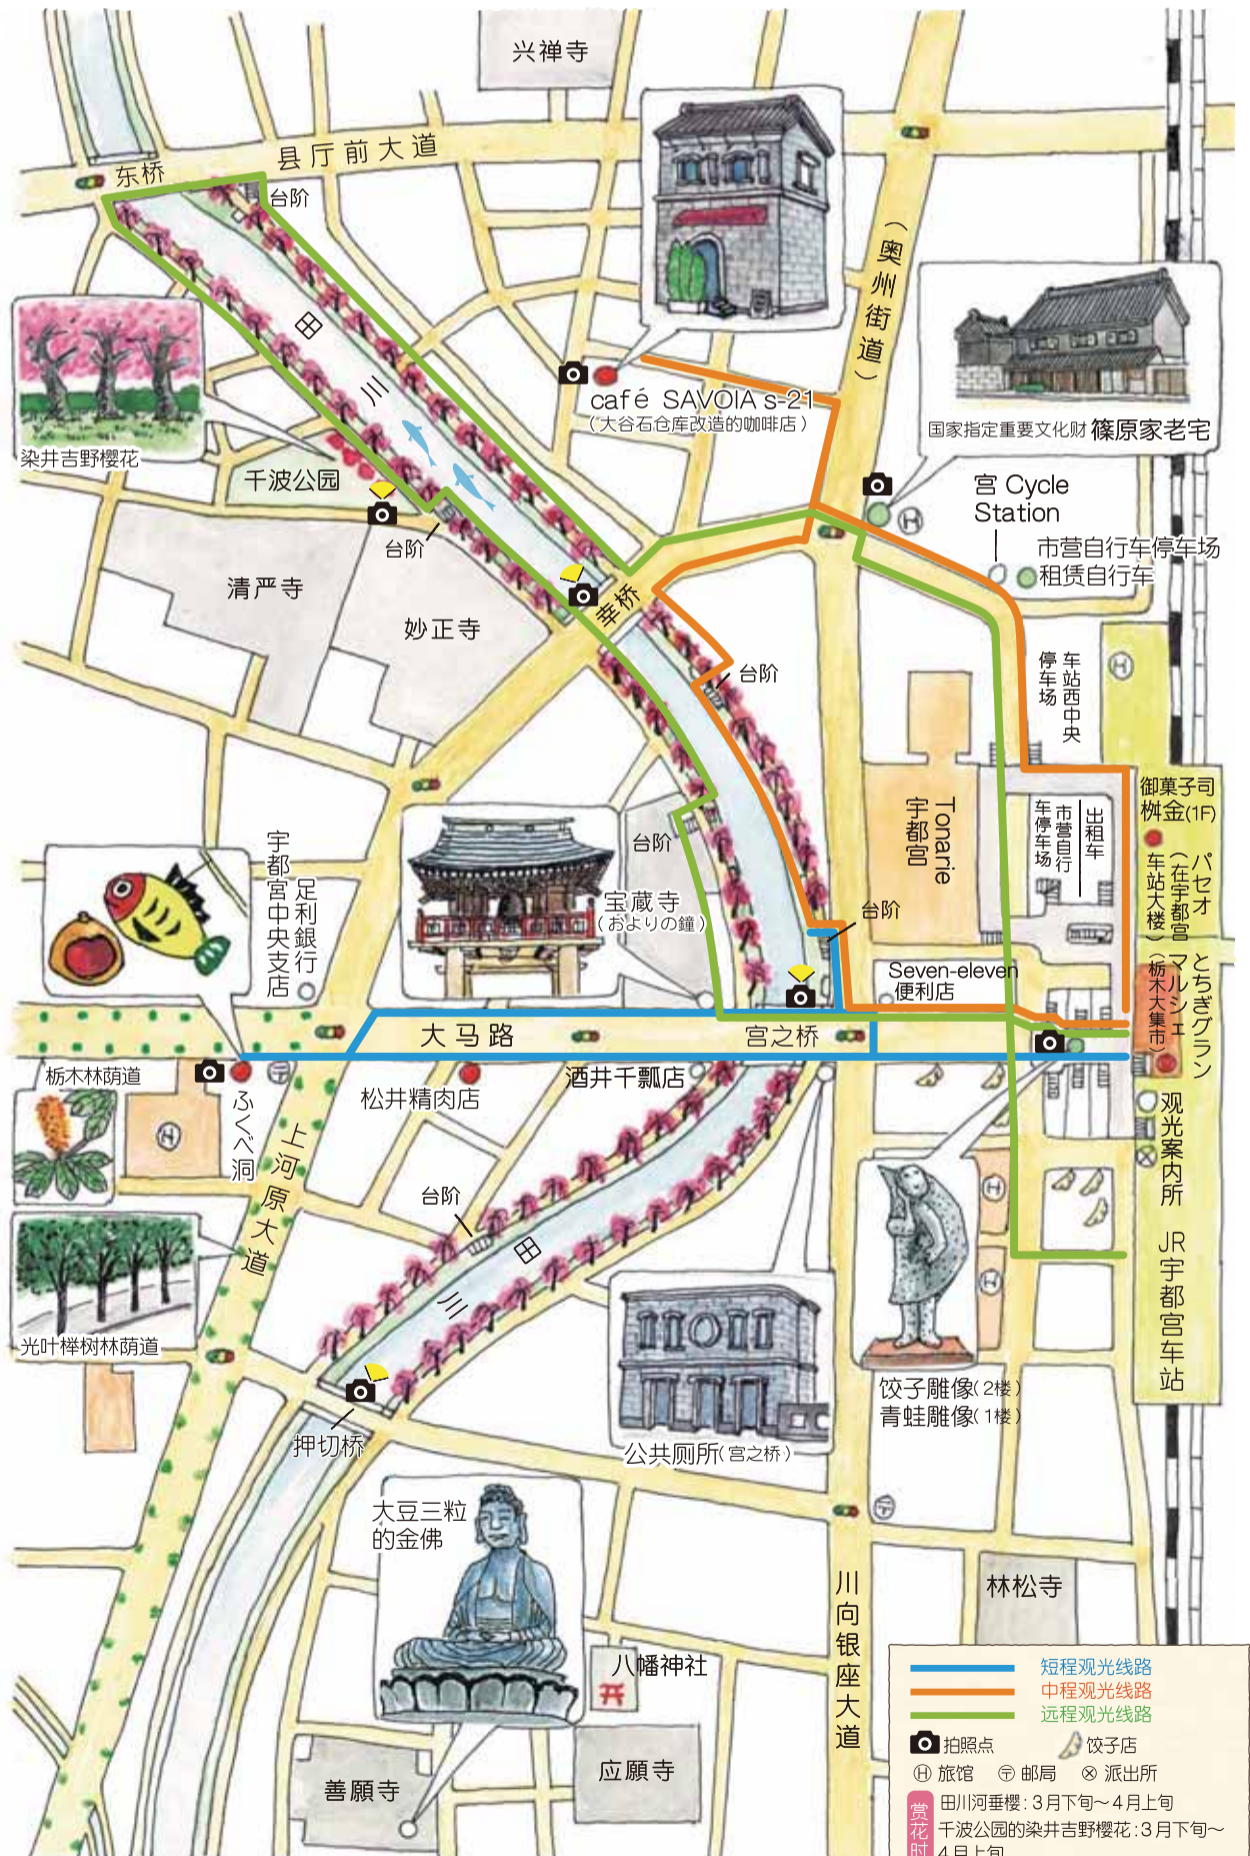 兴禅寺
县厅前大道
东桥
台阶
(奥州街道)
田川
café SAVOIA s-21
(大谷石仓库改造的咖啡店)
国家指定重要文化财 篠原家老宅
染井吉野樱花
千波公园
台阶
宫 Cycle
Station
市营自行车停车场
租赁自行车
清严寺
妙正寺
幸桥
台阶
车站西中央
停车场
Tonarie
宇都宫
市营自行
车停车场
出租车
御菓子司
桝金(1F)
パセオ
(在宇都宫
车站大楼)
とちぎグラン
マルシェ
(栃木大集市)
宇都宫中央支店
足利銀行
台阶
宝蔵寺
(およりの鐘)
台阶
Seven-eleven
便利店
大马路
宫之桥
栃木林荫道
ふくべ洞
松井精肉店
酒井千瓢店
上河原大道
观光案内所
台阶
田川
JR宇都宫车站
光叶榉树林荫道
饺子雕像(2楼)
青蛙雕像(1楼)
押切桥
公共厕所(宫之桥)
大豆三粒
的金佛
川向银座大道
林松寺
八幡神社
善願寺
应願寺
短程观光线路
中程观光线路
远程观光线路
拍照点
饺子店
Ⓗ 旅馆
〒 邮局
⊗ 派出所
赏花时
田川河垂樱:3月下旬~4月上旬
千波公园的染井吉野樱花:3月下旬~
4月上旬